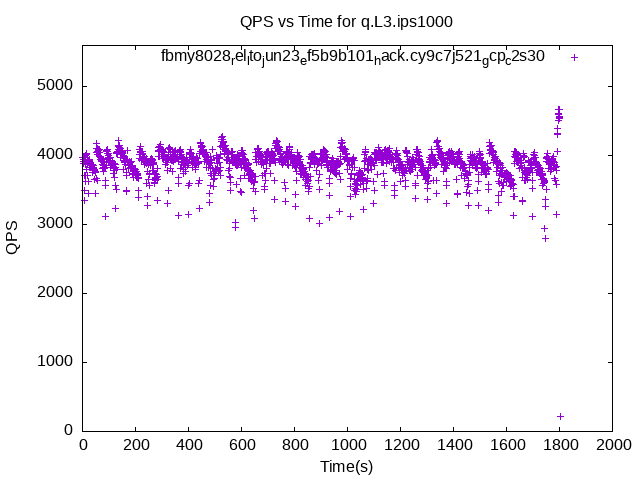 QPS vs Time for q.L3.ips1000
fbmy8028relltojun23ef5b9b101hack.cy9c7j521gcpc2s30
5000
4000
3000
2000
1000
0
QPS
0 200 400 600 800 1000 1200 1400 1600 1800 2000
Time(s)